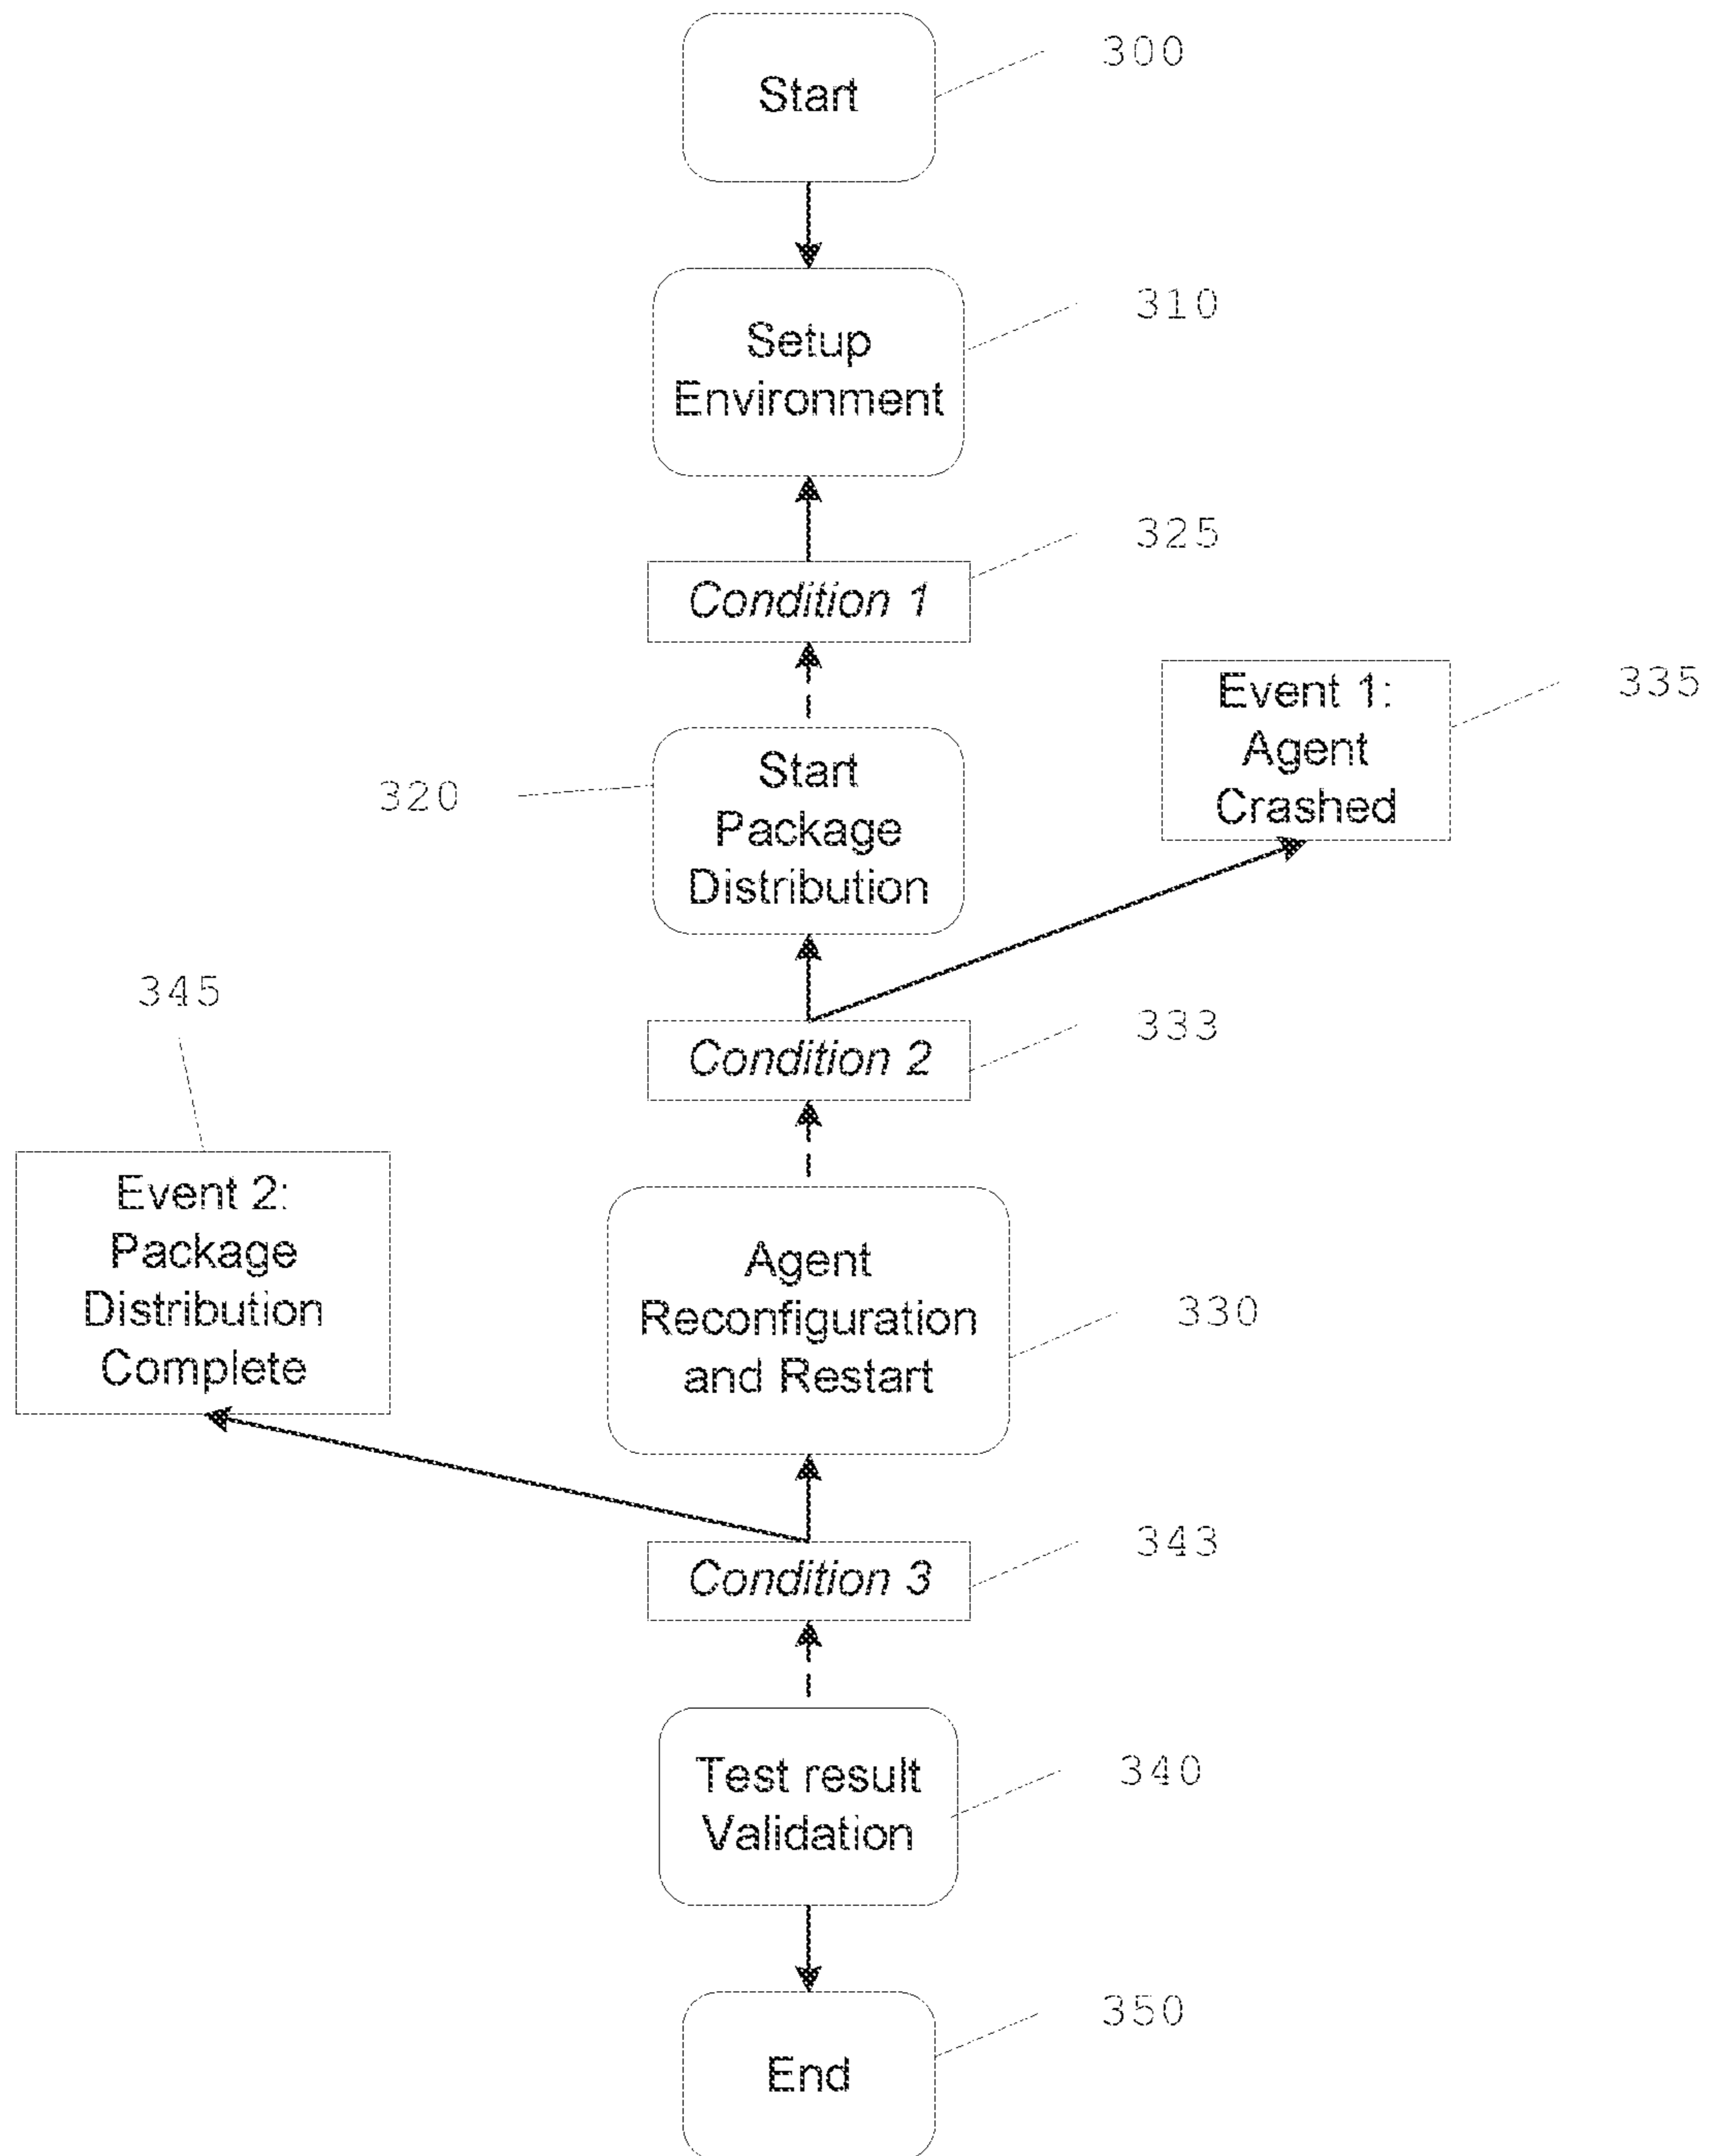 Start
300
Setup
Environment
310
Condition 1
325
Start
Package
Distribution
320
Event 1:
Agent
Crashed
335
Condition 2
333
345
Event 2:
Package
Distribution
Complete
Agent
Reconfiguration
and Restart
330
Condition 3
343
Test result
Validation
340
End
350